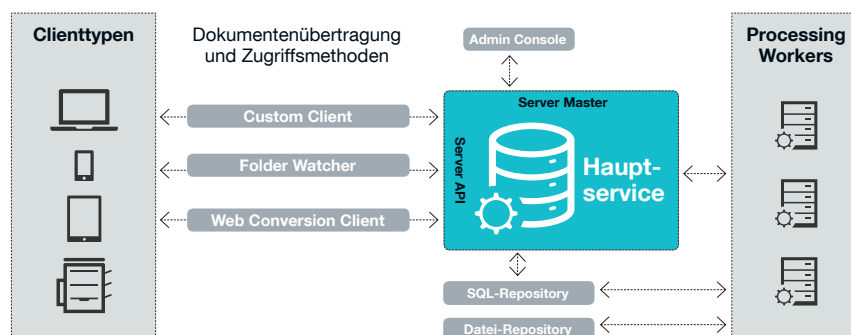 Clienttypen
Dokumentenübertragung
und Zugriffsmethoden
Admin Console
Processing
Workers
Server Master
Custom Client
Folder Watcher
Web Conversion Client
Server API
Haupt-
service
SQL-Repository
Datei-Repository